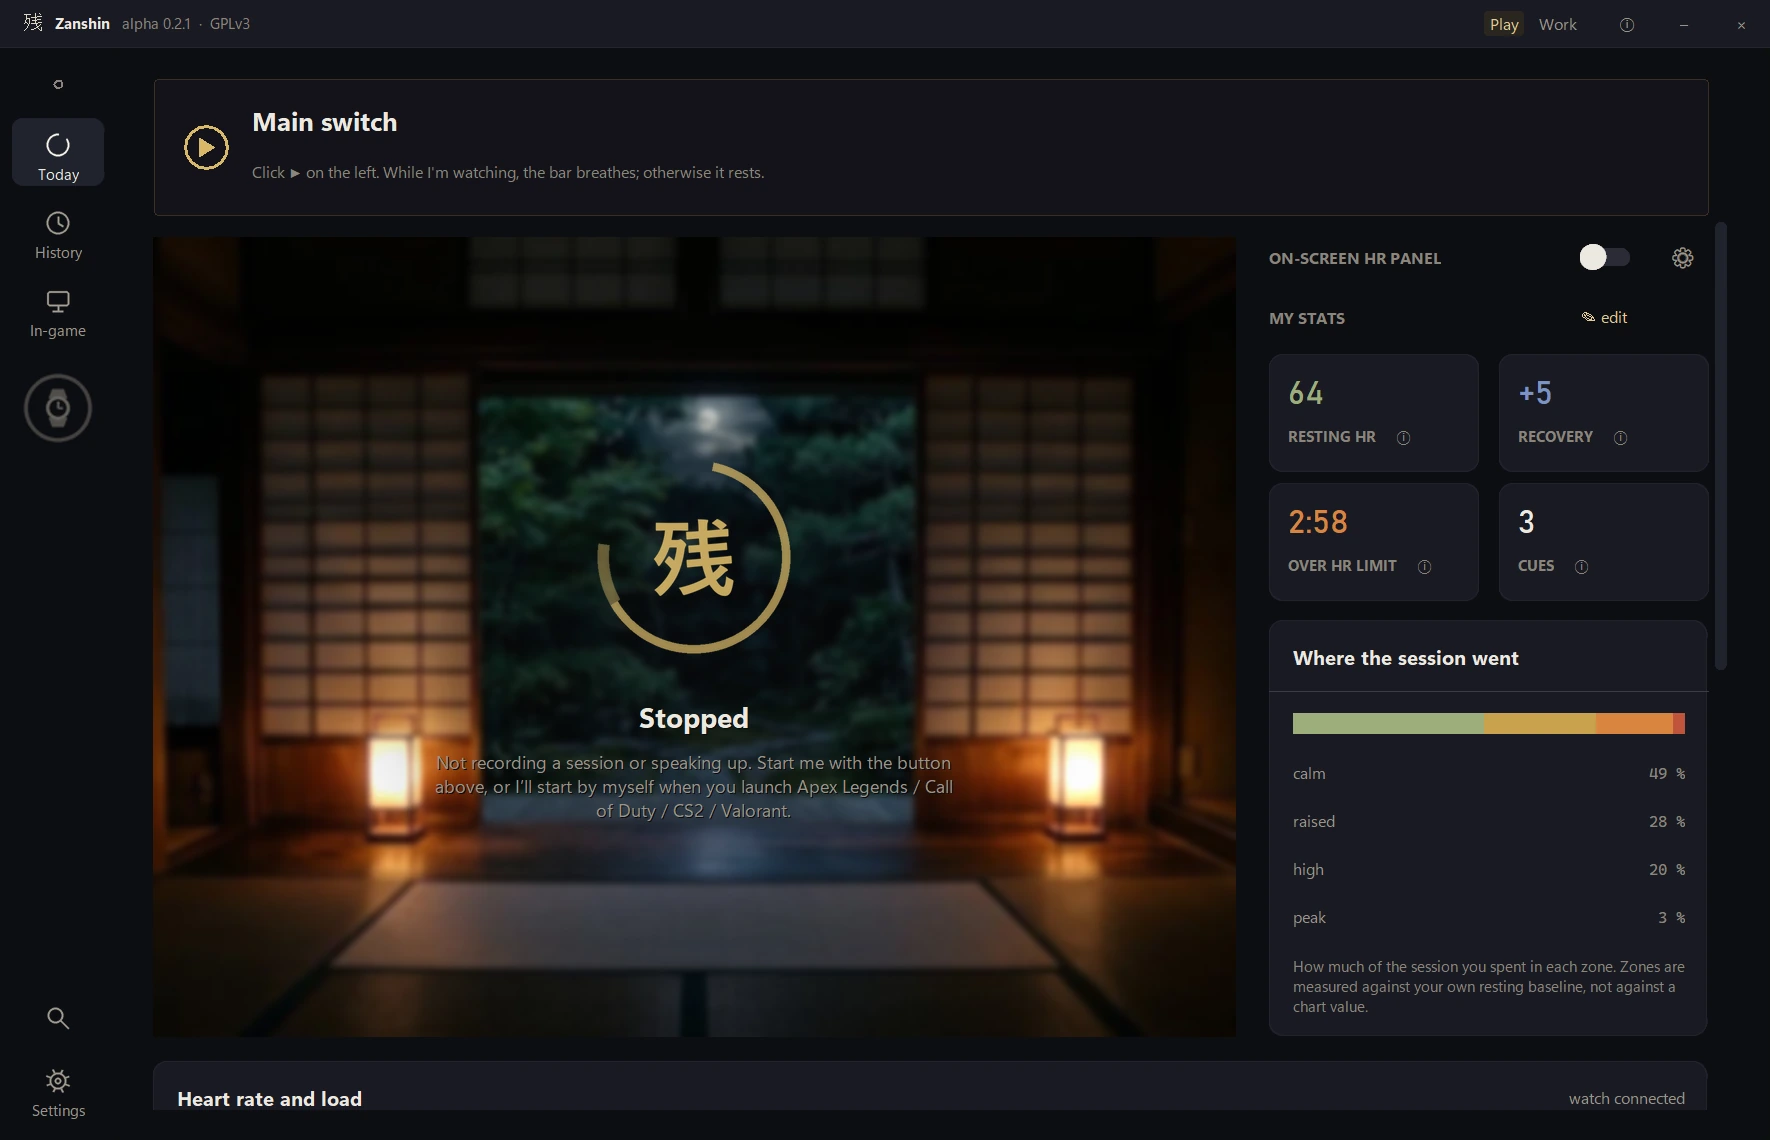 残 Zanshin alpha 0.2.1 · GPLv3
Play Work
Today
History
In-game
Settings
Main switch
Click ► on the left. While I'm watching, the bar breathes; otherwise it rests.
残
Stopped
Not recording a session or speaking up. Start me with the button
above, or I'll start by myself when you launch Apex Legends / Call
of Duty / CS2 / Valorant.
ON-SCREEN HR PANEL
MY STATS
✎ edit
64
RESTING HR
+5
RECOVERY
2:58
OVER HR LIMIT
3
CUES
Where the session went
calm 49 %
raised 28 %
high 20 %
peak 3 %
How much of the session you spent in each zone. Zones are
measured against your own resting baseline, not against a
chart value.
Heart rate and load
watch connected